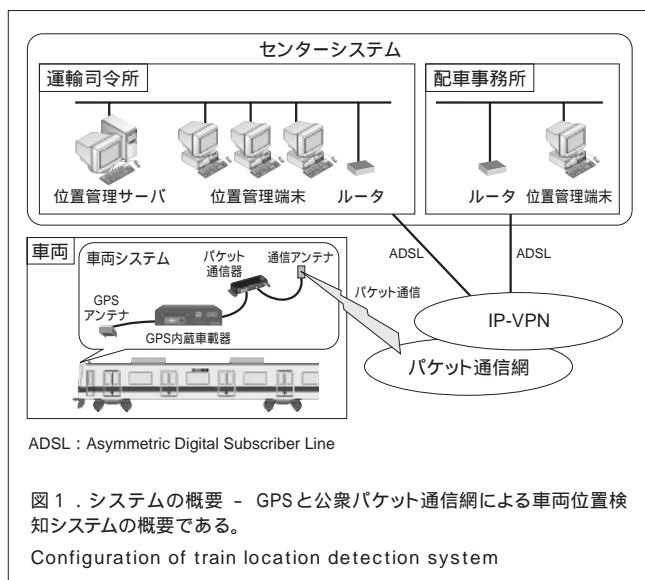 センターシステム
運輸司令所
配車事務所
位置管理サーバ
位置管理端末
ルータ
ルータ
位置管理端末
車両
車両システム
パケット
通信器
通信アンテナ
GPS
アンテナ
GPS内蔵車載器
パケット通信
ADSL
ADSL
IP-VPN
パケット通信網
ADSL：Asymmetric Digital Subscriber Line
図1．システムの概要 － GPSと公衆パケット通信網による車両位置検
知システムの概要である。
Configuration of train location detection system